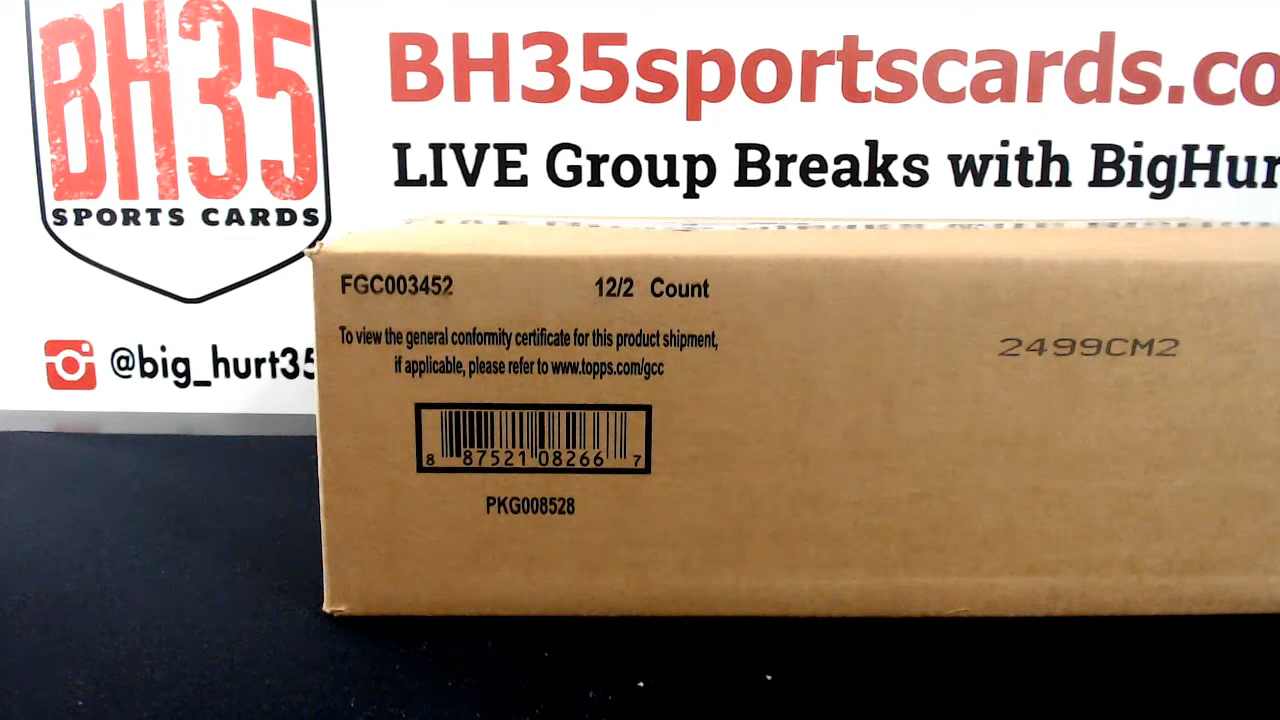 BH35
SPORTS CARDS
@big_hurt35
BH35sportscards.co
LIVE Group Breaks with BigHur
FGC003452 12/2 Count
To view the general conformity certificate for this product shipment,
if applicable, please refer to www.topps.com/gcc
8 87521 08266 7
PKG008528
2499CM2